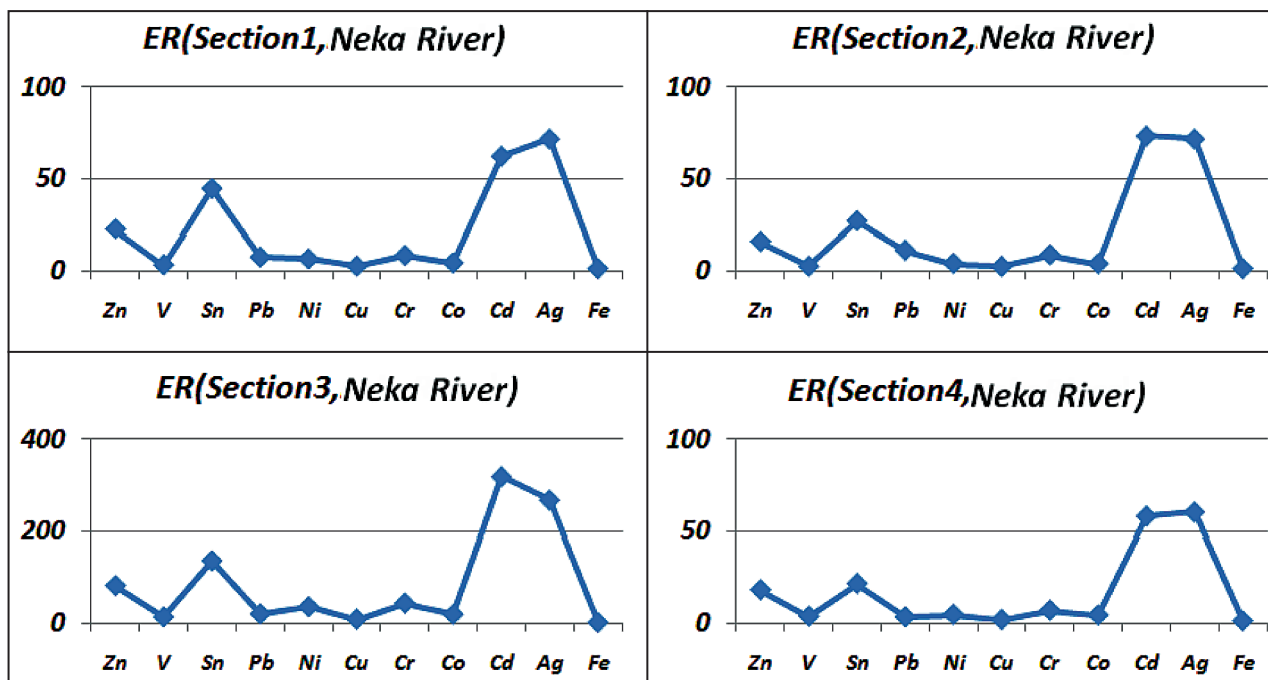 ER(Section1,Neka River)
100
50
0
Zn V Sn Pb Ni Cu Cr Co Cd Ag Fe
ER(Section2,Neka River)
100
50
0
Zn V Sn Pb Ni Cu Cr Co Cd Ag Fe
ER(Section3,Neka River)
400
200
0
Zn V Sn Pb Ni Cu Cr Co Cd Ag Fe
ER(Section4,Neka River)
100
50
0
Zn V Sn Pb Ni Cu Cr Co Cd Ag Fe